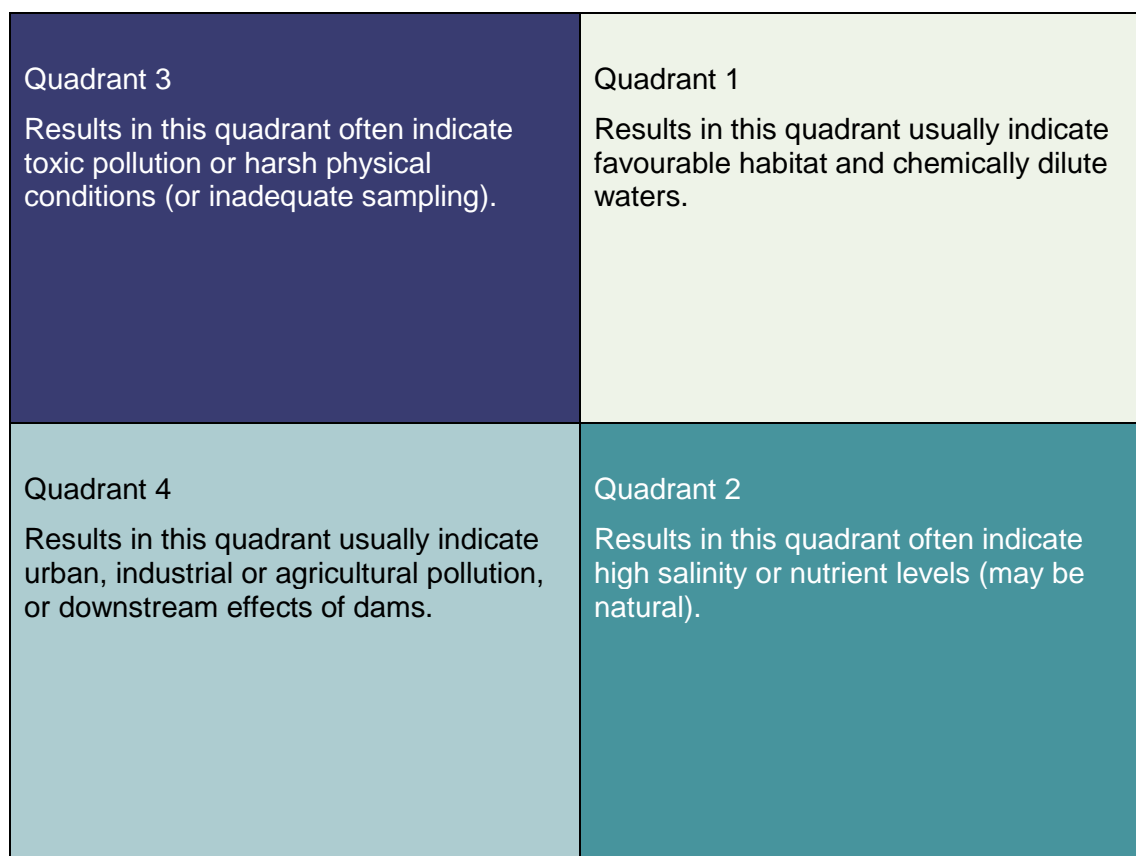 Quadrant 3
Results in this quadrant often indicate
toxic pollution or harsh physical
conditions (or inadequate sampling).
Quadrant 1
Results in this quadrant usually indicate
favourable habitat and chemically dilute
waters.
Quadrant 4
Results in this quadrant usually indicate
urban, industrial or agricultural pollution,
or downstream effects of dams.
Quadrant 2
Results in this quadrant often indicate
high salinity or nutrient levels (may be
natural).